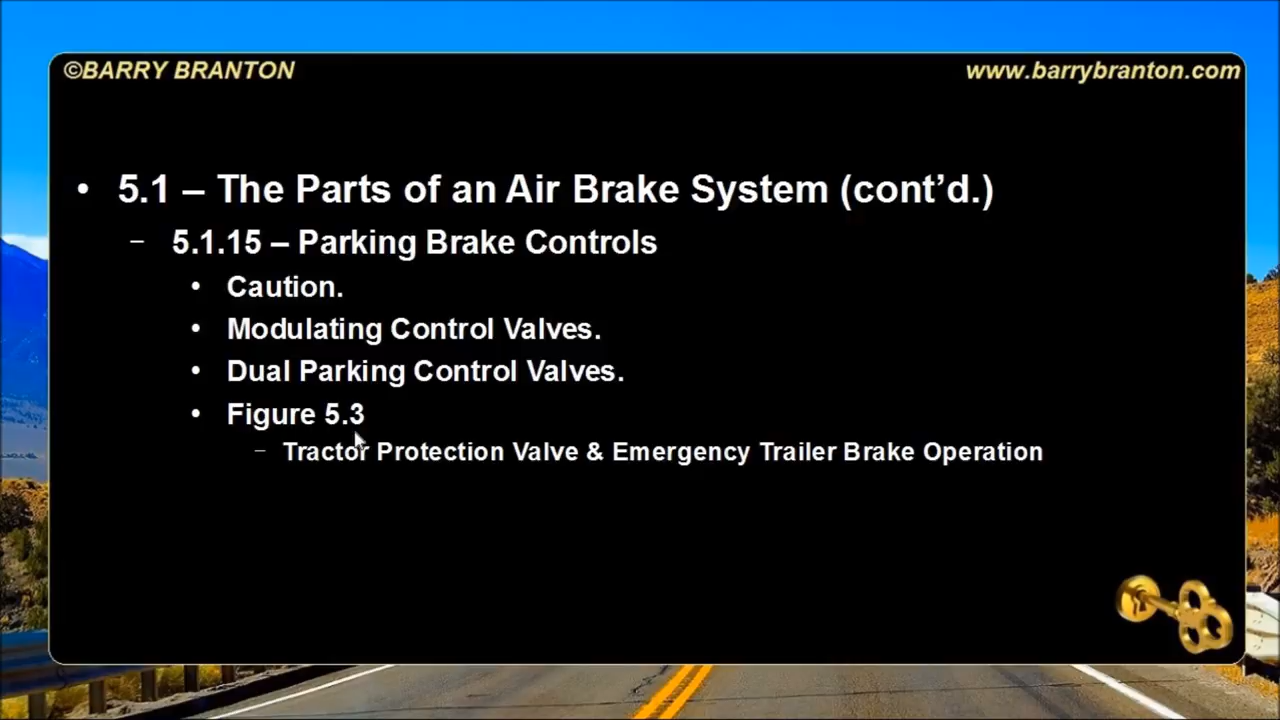 ©BARRY BRANTON
www.barrybranton.com
• 5.1 – The Parts of an Air Brake System (cont’d.)
– 5.1.15 – Parking Brake Controls
• Caution.
• Modulating Control Valves.
• Dual Parking Control Valves.
• Figure 5.3
– Tractor Protection Valve & Emergency Trailer Brake Operation